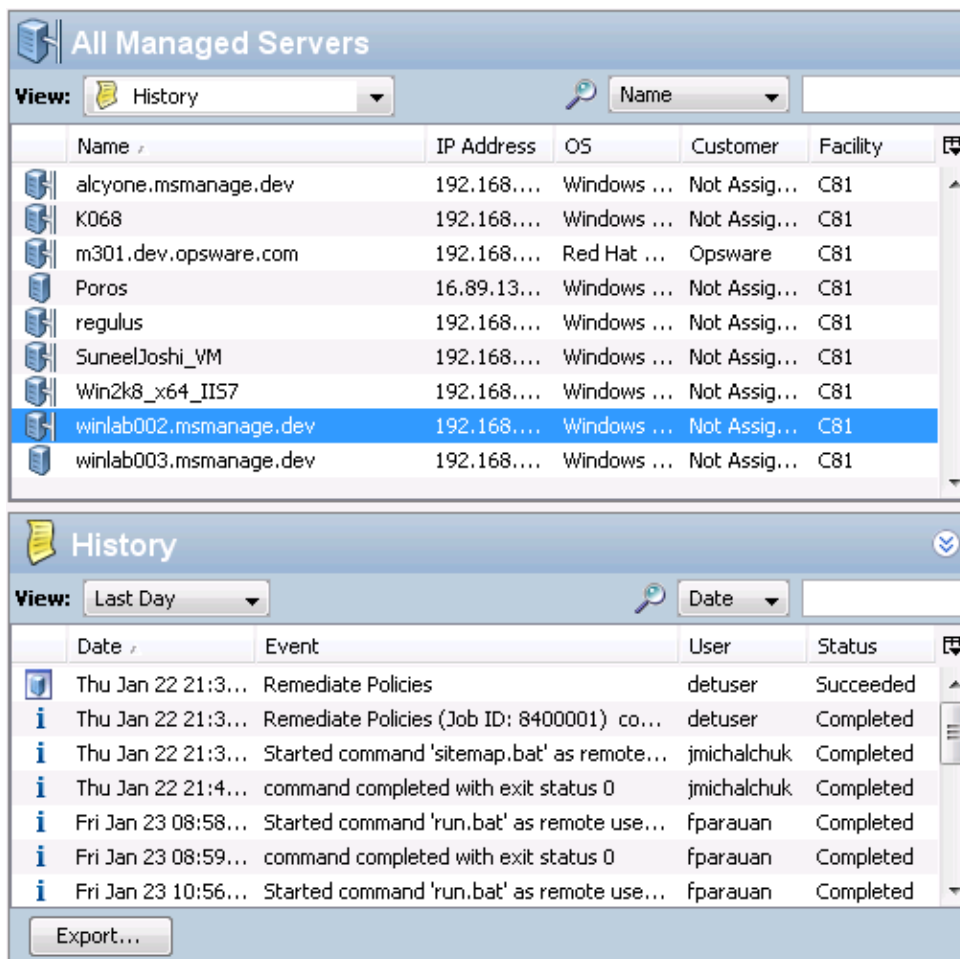 All Managed Servers
View: History Name
Name IP Address OS Customer Facility
alcyone.msmanage.dev 192.168.... Windows ... Not Assig... C81
K068 192.168.... Windows ... Not Assig... C81
m301.dev.opsware.com 192.168.... Red Hat ... Opsware C81
Poros 16.89.13... Windows ... Not Assig... C81
regulus 192.168.... Windows ... Not Assig... C81
SuneelJoshi_VM 192.168.... Windows ... Not Assig... C81
Win2k8_x64_IIS7 192.168.... Windows ... Not Assig... C81
winlab002.msmanage.dev 192.168.... Windows ... Not Assig... C81
winlab003.msmanage.dev 192.168.... Windows ... Not Assig... C81
History
View: Last Day Date
Date Event User Status
Thu Jan 22 21:3... Remediate Policies detuser Succeeded
Thu Jan 22 21:3... Remediate Policies (Job ID: 8400001) co... detuser Completed
Thu Jan 22 21:3... Started command 'sitemap.bat' as remote... jmichalchuk Completed
Thu Jan 22 21:4... command completed with exit status 0 jmichalchuk Completed
Fri Jan 23 08:58... Started command 'run.bat' as remote use... fparauan Completed
Fri Jan 23 08:59... command completed with exit status 0 fparauan Completed
Fri Jan 23 10:56... Started command 'run.bat' as remote use... fparauan Completed
Export...